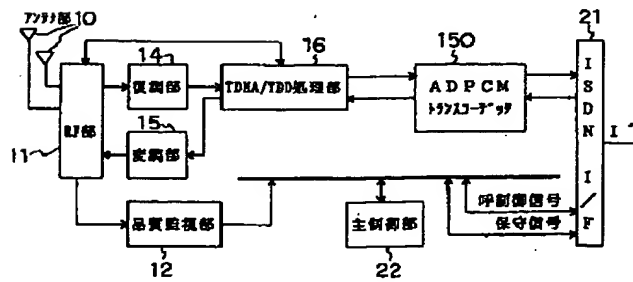 アンテナ部 10
14
復調部
16
TDMA/TDD処理部
150
ADPCM
トランスコーデック
21
ISDN I/F
I
RF部
11
15
変調部
品質監視部
12
主制御部
22
呼制御信号
保守信号